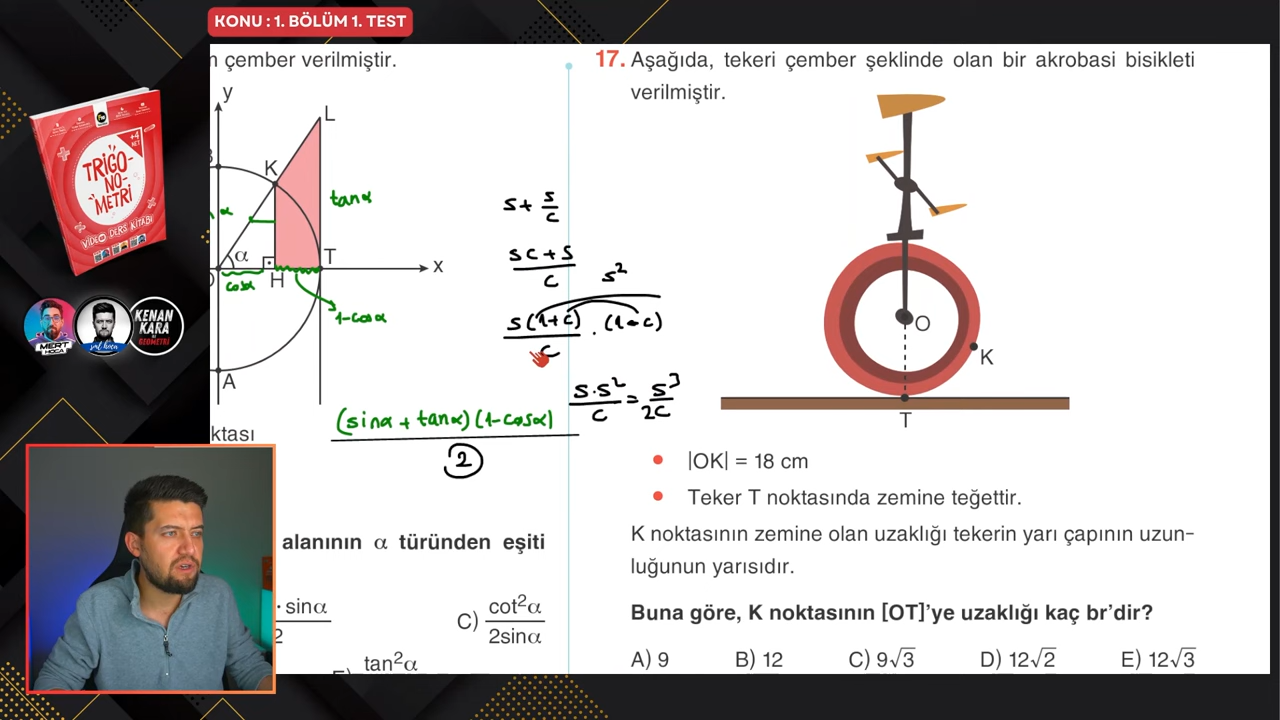 KONU : 1. BÖLÜM 1. TEST
çember verilmiştir.
y
L
K
tanα
α
α
T
x
H
cosα
1-cosα
A
s + s/c
sc + s / c
s²
s(1+c)/c . (1-c)
s.s²/c = s³/2c
(sinα + tanα)(1-cosα)
2
alanının α türünden eşiti
· sinα
2
C) cot²α / 2sinα
tan²α
17. Aşağıda, tekeri çember şeklinde olan bir akrobasi bisikleti
verilmiştir.
O
K
T
• |OK| = 18 cm
• Teker T noktasında zemine teğettir.
K noktasının zemine olan uzaklığı tekerin yarı çapının uzun-
luğunun yarısıdır.
Buna göre, K noktasının [OT]'ye uzaklığı kaç br'dir?
A) 9 B) 12 C) 9√3 D) 12√2 E) 12√3
+4 NET
TRİGO-
NO-
METRİ
VİDEO DERS KİTABI
MERT
HOCA
KENAN
KARA
GEOMETRİ